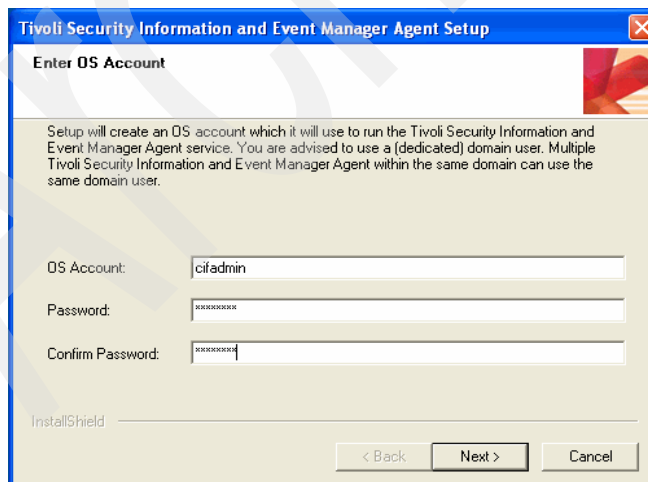 Tivoli Security Information and Event Manager Agent Setup
Enter OS Account
Setup will create an OS account which it will use to run the Tivoli Security Information and
Event Manager Agent service. You are advised to use a (dedicated) domain user. Multiple
Tivoli Security Information and Event Manager Agent within the same domain can use the
same domain user.
OS Account:
cifadmin
Password:
********
Confirm Password:
********
InstallShield
< Back
Next >
Cancel